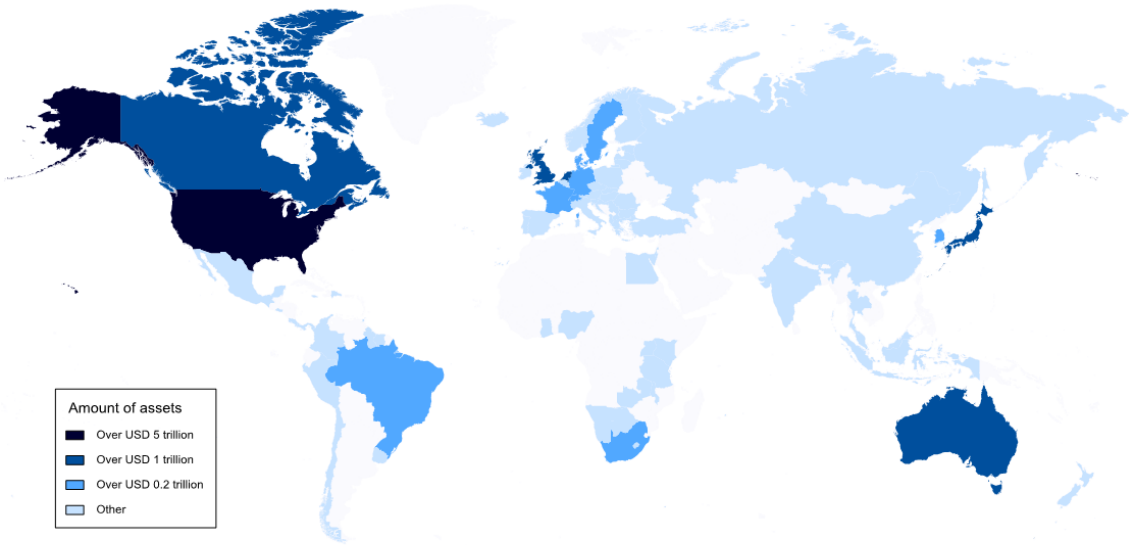 Amount of assets
Over USD 5 trillion
Over USD 1 trillion
Over USD 0.2 trillion
Other